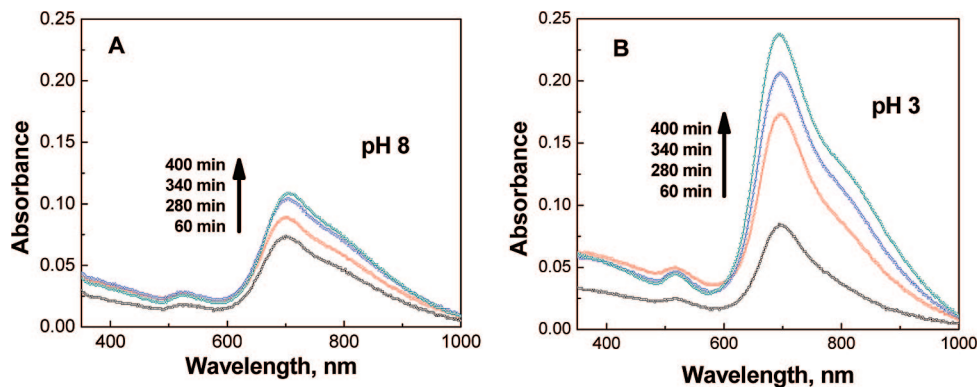 A
pH 8
400 min
340 min
280 min
60 min
0.25
0.20
0.15
0.10
0.05
0.00
400
600
800
1000
Absorbance
Wavelength, nm
B
pH 3
400 min
340 min
280 min
60 min
0.25
0.20
0.15
0.10
0.05
0.00
400
600
800
1000
Absorbance
Wavelength, nm